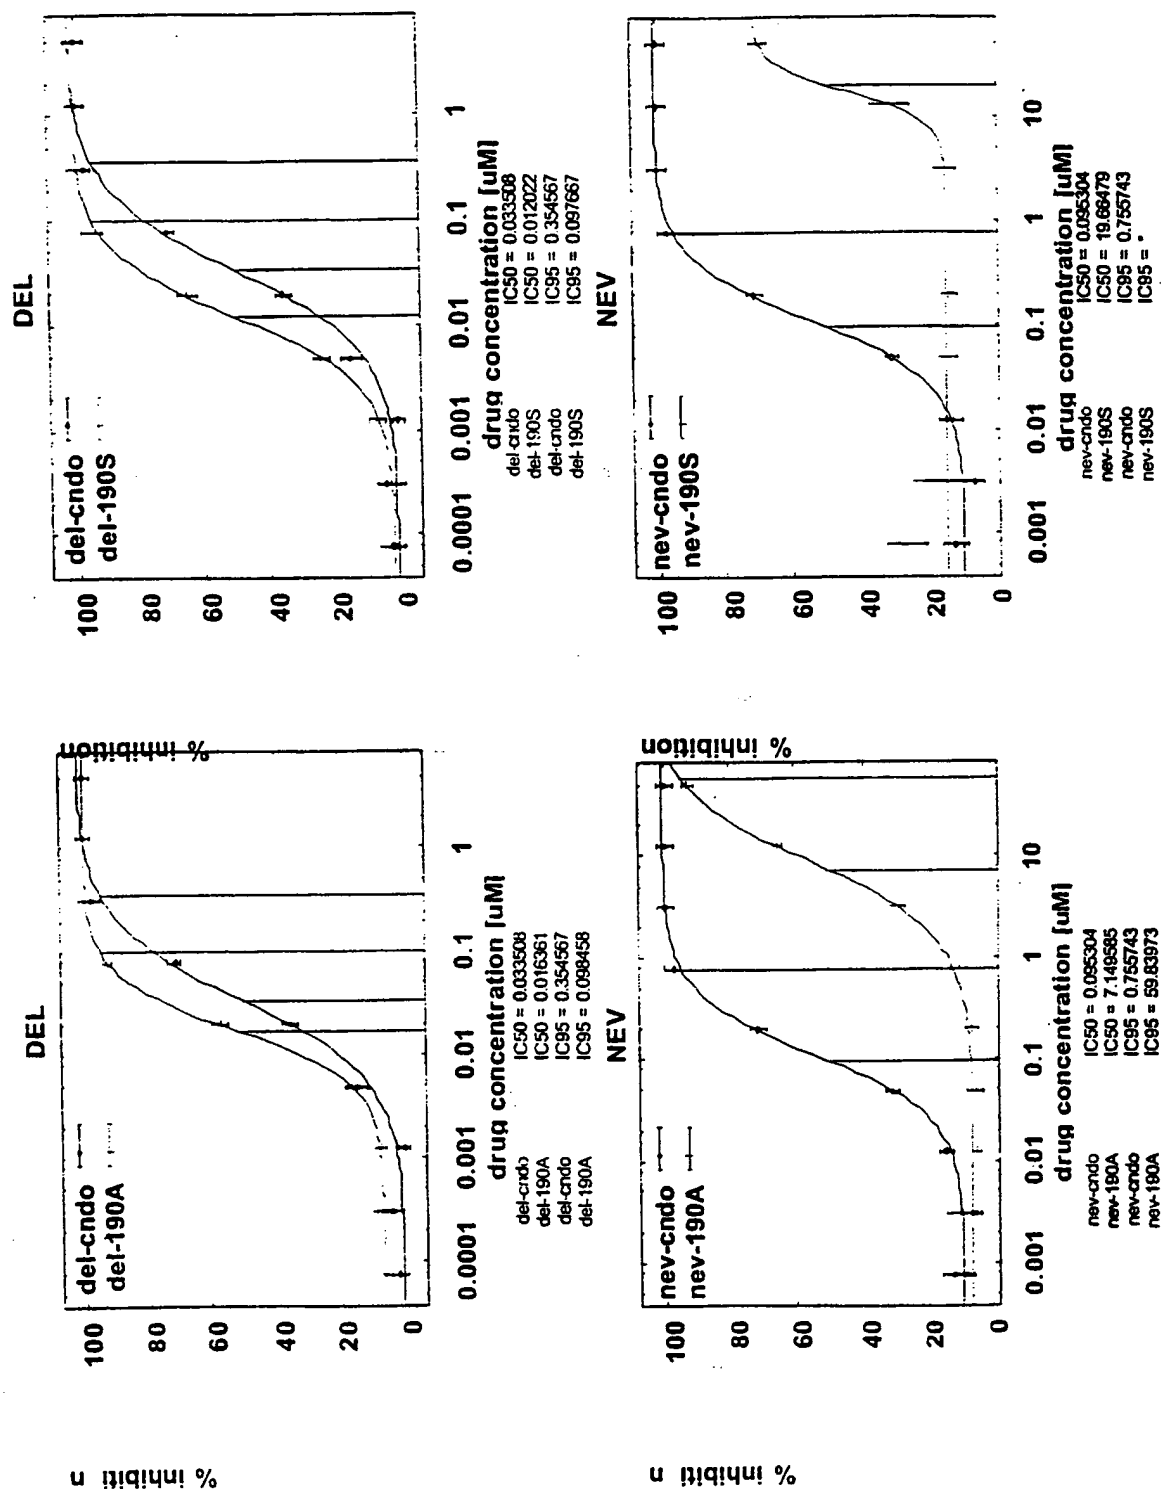 DEL
del-cndo
del-190A
% inhibiti n
100
80
60
40
20
0
0.0001 0.001 0.01 0.1 1
drug concentration [uM]
del-cndo IC50 = 0.033508
del-190A IC50 = 0.016361
del-cndo IC95 = 0.354567
del-190A IC95 = 0.098458
DEL
del-cndo
del-190S
% inhibition
100
80
60
40
20
0
0.0001 0.001 0.01 0.1 1
drug concentration [uM]
del-cndo IC50 = 0.033508
del-190S IC50 = 0.012022
del-cndo IC95 = 0.354567
del-190S IC95 = 0.097667
NEV
nev-cndo
nev-190A
% inhibiti n
100
80
60
40
20
0
0.001 0.01 0.1 1 10
drug concentration [uM]
nev-cndo IC50 = 0.095304
nev-190A IC50 = 7.149585
nev-cndo IC95 = 0.755743
nev-190A IC95 = 59.83973
NEV
nev-cndo
nev-190S
% inhibition
100
80
60
40
20
0
0.001 0.01 0.1 1 10
drug concentration [uM]
nev-cndo IC50 = 0.095304
nev-190S IC50 = 19.66479
nev-cndo IC95 = 0.755743
nev-190S IC95 = *